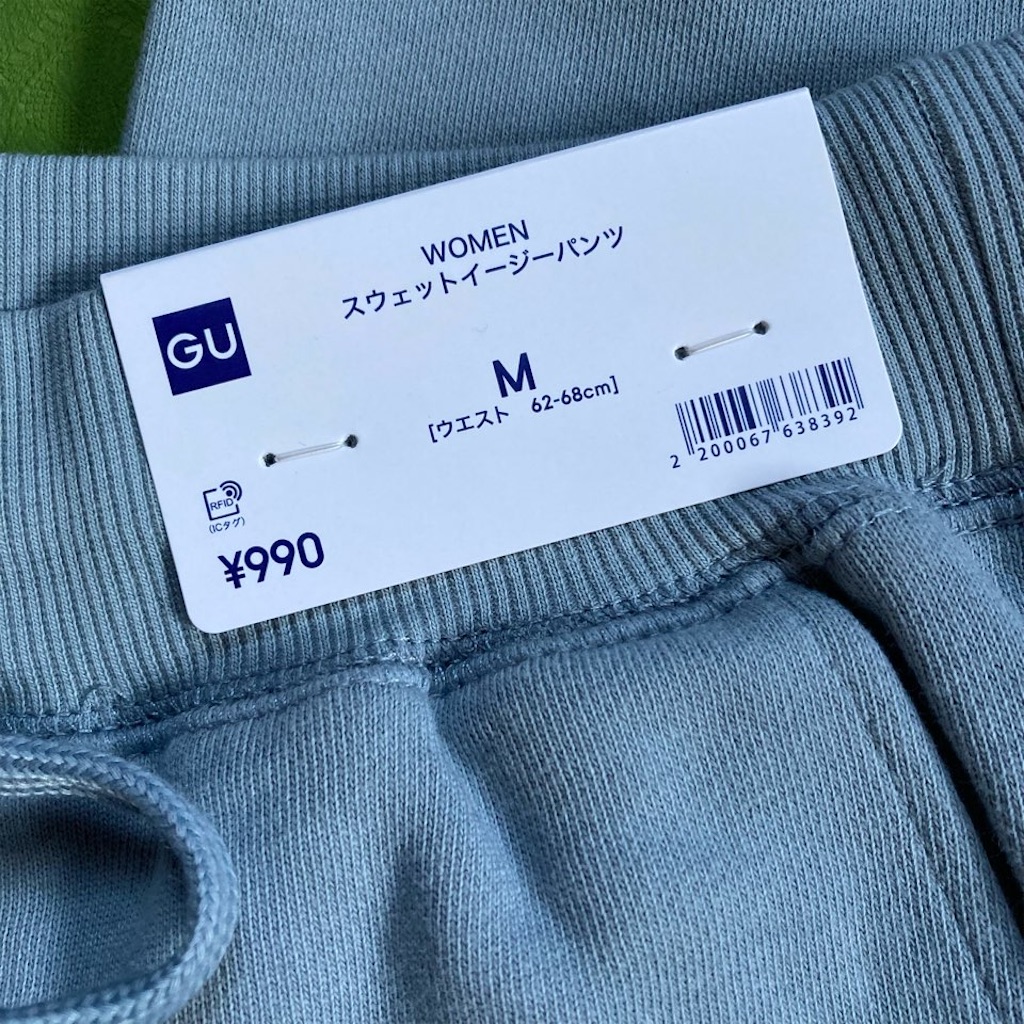 WOMEN
スウェットイージーパンツ
GU
M
[ウエスト 62-68cm]
2 200067 638392
RFID
(ICタグ)
¥990